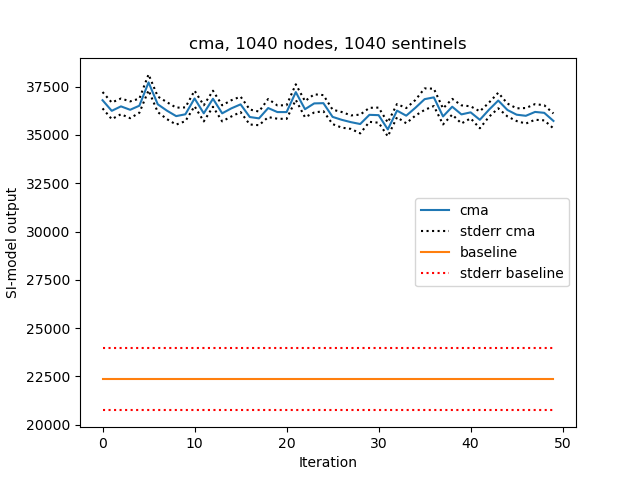 cma, 1040 nodes, 1040 sentinels
37500
35000
32500
30000
27500
25000
22500
20000
SI-model output
cma
stderr cma
baseline
stderr baseline
0
10
20
30
40
50
Iteration